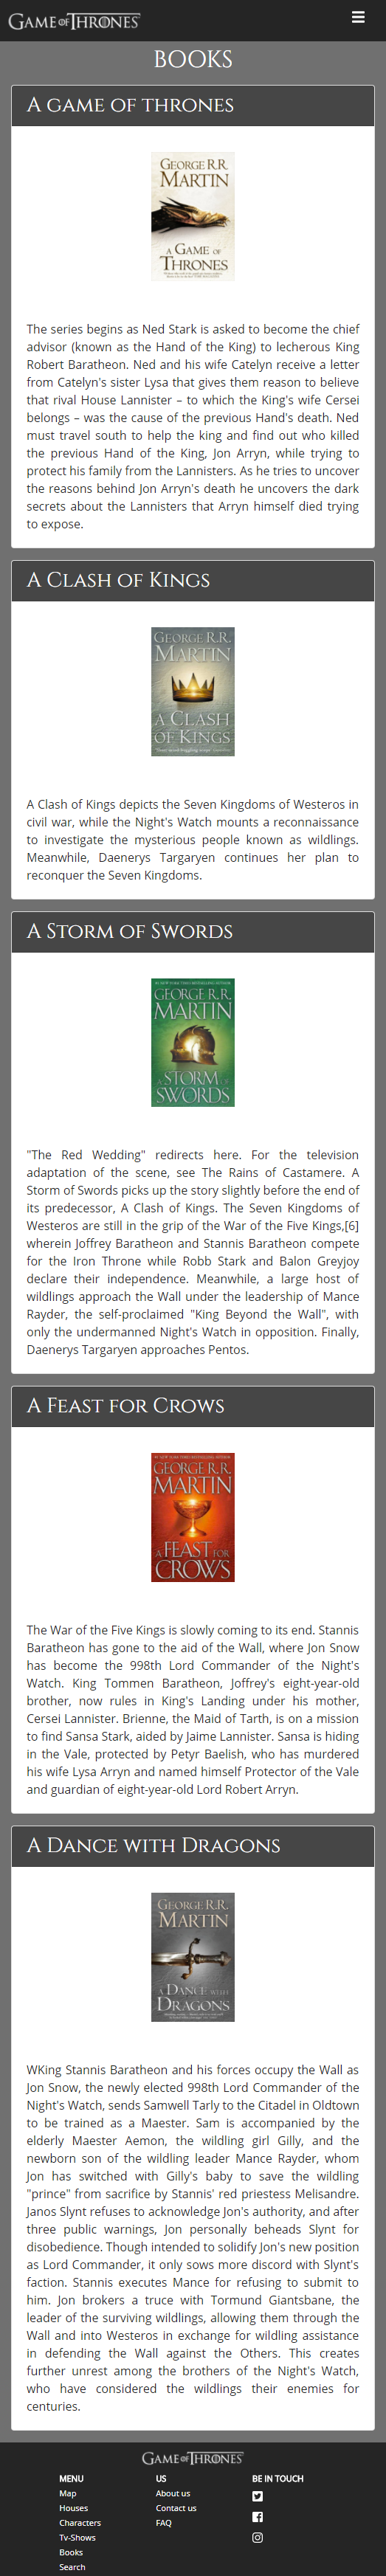 GAME OF THRONES
BOOKS
A GAME OF THRONES
GEORGE R.R.
MARTIN
A GAME OF
THRONES
The series begins as Ned Stark is asked to become the chief
advisor (known as the Hand of the King) to lecherous King
Robert Baratheon. Ned and his wife Catelyn receive a letter
from Catelyn's sister Lysa that gives them reason to believe
that rival House Lannister – to which the King's wife Cersei
belongs – was the cause of the previous Hand's death. Ned
must travel south to help the king and find out who killed
the previous Hand of the King, Jon Arryn, while trying to
protect his family from the Lannisters. As he tries to uncover
the reasons behind Jon Arryn's death he uncovers the dark
secrets about the Lannisters that Arryn himself died trying
to expose.
A CLASH OF KINGS
GEORGE R.R.
MARTIN
A CLASH
OF KINGS
A Clash of Kings depicts the Seven Kingdoms of Westeros in
civil war, while the Night's Watch mounts a reconnaissance
to investigate the mysterious people known as wildlings.
Meanwhile, Daenerys Targaryen continues her plan to
reconquer the Seven Kingdoms.
A STORM OF SWORDS
GEORGE R.R.
MARTIN
A STORM OF
SWORDS
"The Red Wedding" redirects here. For the television
adaptation of the scene, see The Rains of Castamere. A
Storm of Swords picks up the story slightly before the end of
its predecessor, A Clash of Kings. The Seven Kingdoms of
Westeros are still in the grip of the War of the Five Kings,[6]
wherein Joffrey Baratheon and Stannis Baratheon compete
for the Iron Throne while Robb Stark and Balon Greyjoy
declare their independence. Meanwhile, a large host of
wildlings approach the Wall under the leadership of Mance
Rayder, the self-proclaimed "King Beyond the Wall", with
only the undermanned Night's Watch in opposition. Finally,
Daenerys Targaryen approaches Pentos.
A FEAST FOR CROWS
GEORGE R.R.
MARTIN
A FEAST FOR
CROWS
The War of the Five Kings is slowly coming to its end. Stannis
Baratheon has gone to the aid of the Wall, where Jon Snow
has become the 998th Lord Commander of the Night's
Watch. King Tommen Baratheon, Joffrey's eight-year-old
brother, now rules in King's Landing under his mother,
Cersei Lannister. Brienne, the Maid of Tarth, is on a mission
to find Sansa Stark, aided by Jaime Lannister. Sansa is hiding
in the Vale, protected by Petyr Baelish, who has murdered
his wife Lysa Arryn and named himself Protector of the Vale
and guardian of eight-year-old Lord Robert Arryn.
A DANCE WITH DRAGONS
GEORGE R.R.
MARTIN
A DANCE WITH
DRAGONS
WKing Stannis Baratheon and his forces occupy the Wall as
Jon Snow, the newly elected 998th Lord Commander of the
Night's Watch, sends Samwell Tarly to the Citadel in Oldtown
to be trained as a Maester. Sam is accompanied by the
elderly Maester Aemon, the wildling girl Gilly, and the
newborn son of the wildling leader Mance Rayder, whom
Jon has switched with Gilly's baby to save the wildling
"prince" from sacrifice by Stannis' red priestess Melisandre.
Janos Slynt refuses to acknowledge Jon's authority, and after
three public warnings, Jon personally beheads Slynt for
disobedience. Though intended to solidify Jon's new position
as Lord Commander, it only sows more discord with Slynt's
faction. Stannis executes Mance for refusing to submit to
him. Jon brokers a truce with Tormund Giantsbane, the
leader of the surviving wildlings, allowing them through the
Wall and into Westeros in exchange for wildling assistance
in defending the Wall against the Others. This creates
further unrest among the brothers of the Night's Watch,
who have considered the wildlings their enemies for
centuries.
GAME OF THRONES
MENU
Map
Houses
Characters
Tv-Shows
Books
Search
US
About us
Contact us
FAQ
BE IN TOUCH